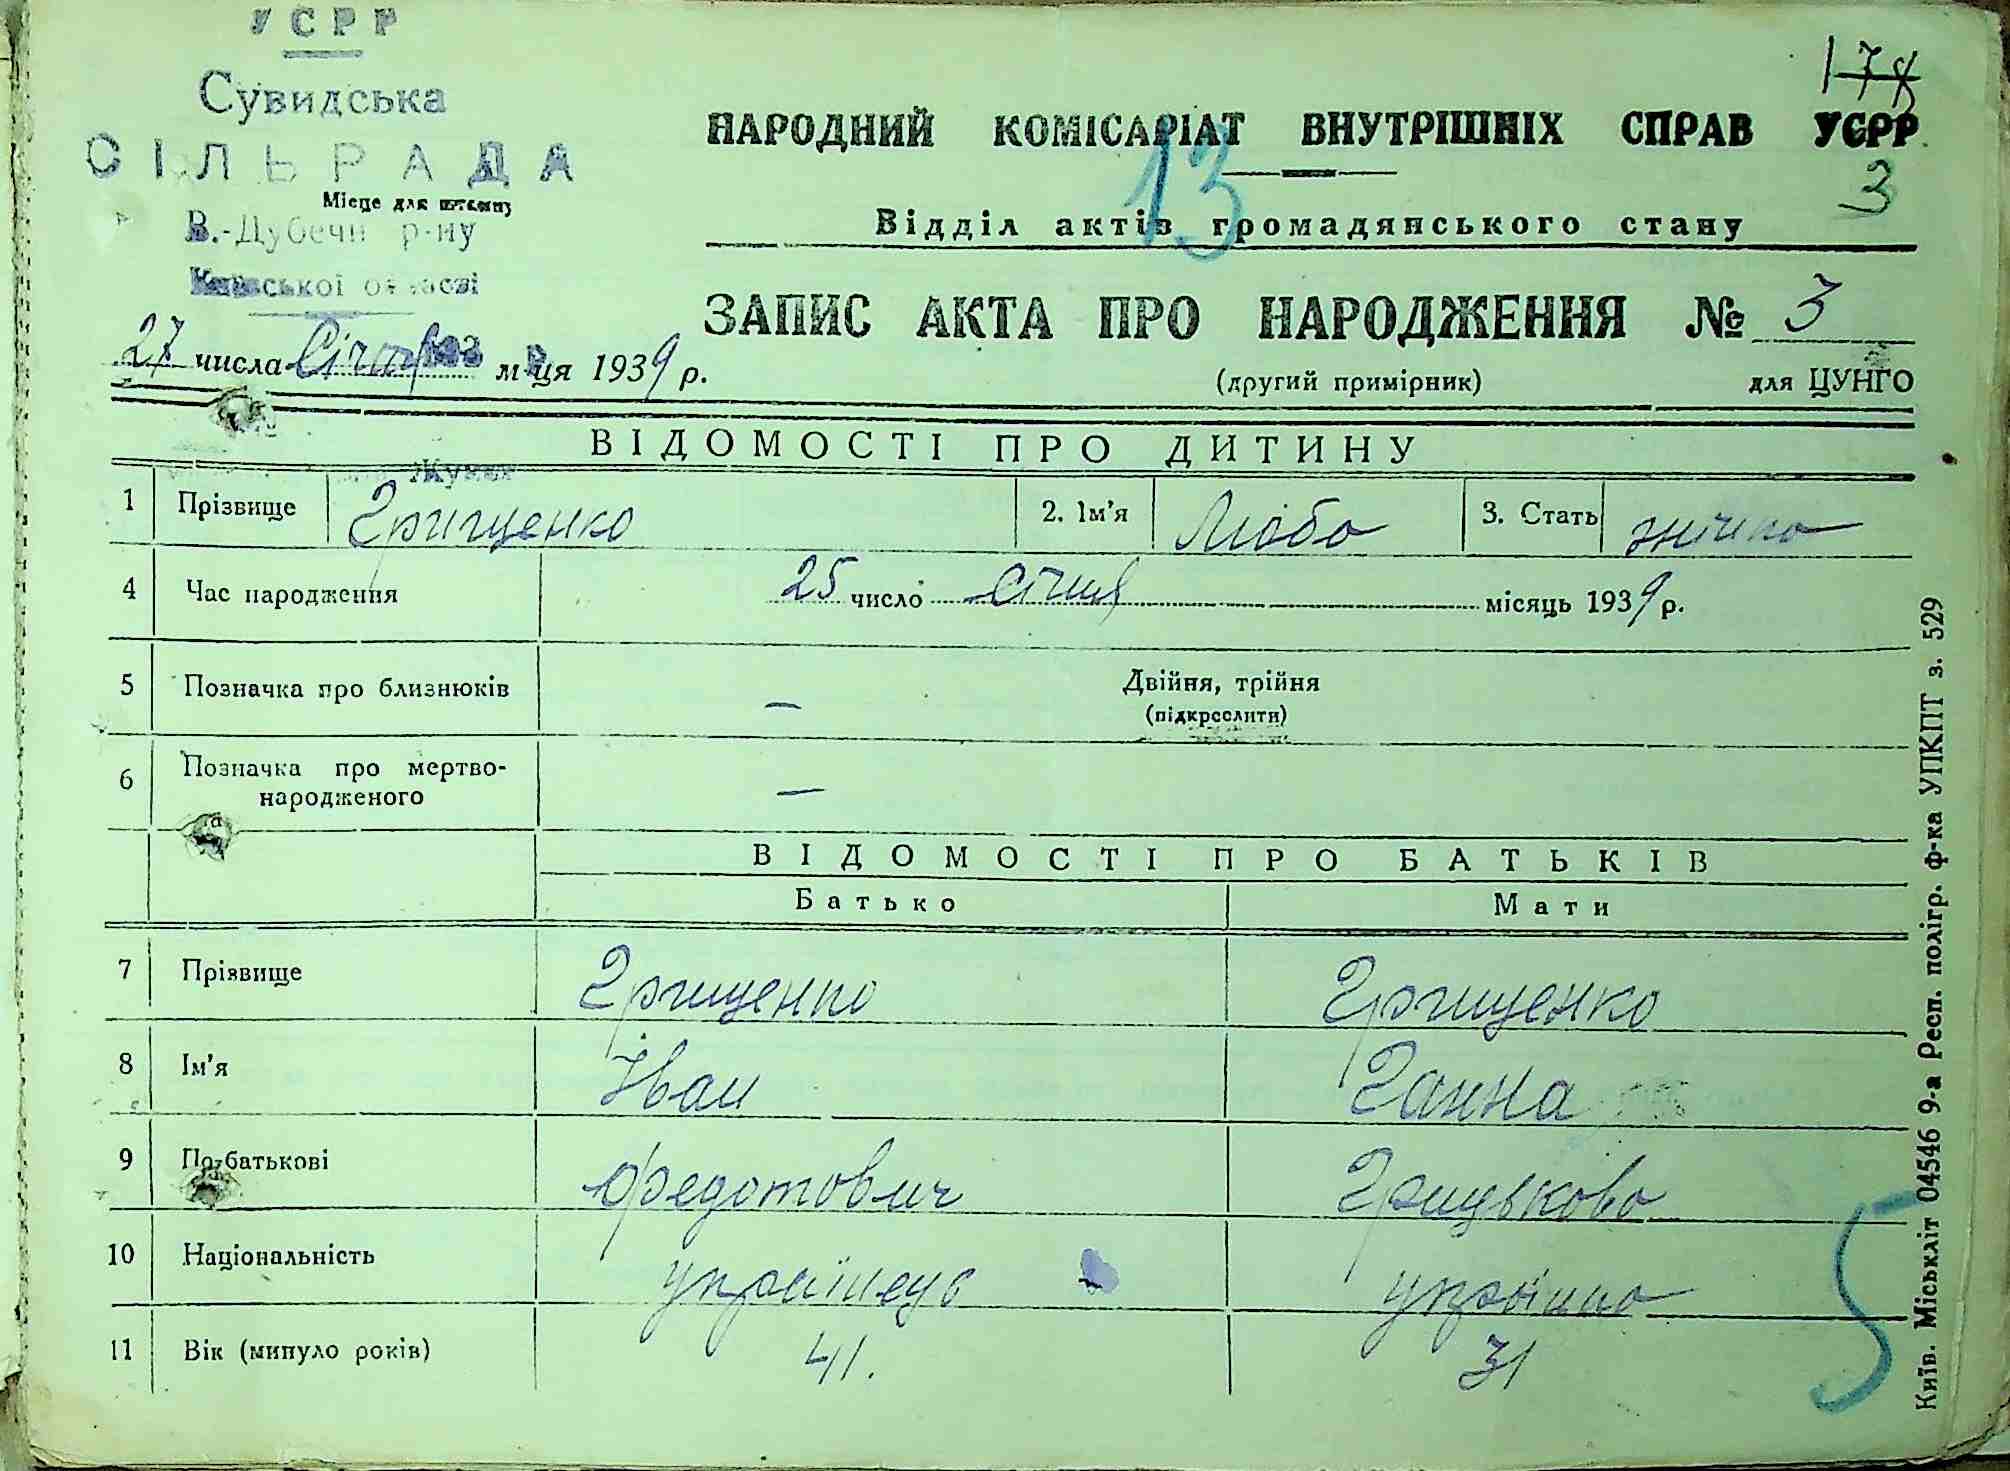 УСРР
Сувидська
СІЛЬРАДА
Місце для штампу
В.-Дубечн р-ну
Київської області
27 числа Січня м-ця 1939 р.
178
НАРОДНИЙ КОМІСАРІАТ ВНУТРІШНІХ СПРАВ УСРР
13
3
Відділ актів громадянського стану
ЗАПИС АКТА ПРО НАРОДЖЕННЯ № 3
(другий примірник) для ЦУНГО
ВІДОМОСТІ ПРО ДИТИНУ
1 Прізвище Грищенко 2. Ім'я Люба 3. Стать жіноча
4 Час народження 25 число січня місяць 1939 р.
5 Позначка про близнюків — Двійня, трійня
(підкреслити)
6 Позначка про мертво-
народженого —
ВІДОМОСТІ ПРО БАТЬКІВ
Батько Мати
7 Прізвище Грищенко Грищенко
8 Ім'я Іван Ганна
9 По-батькові Федотович Грицькова
10 Національність українець українка
11 Вік (минуло років) 41. 31
5
Київ. Міськліт 04546 9-а Респ. полігр. ф-ка УПКПТ з. 529